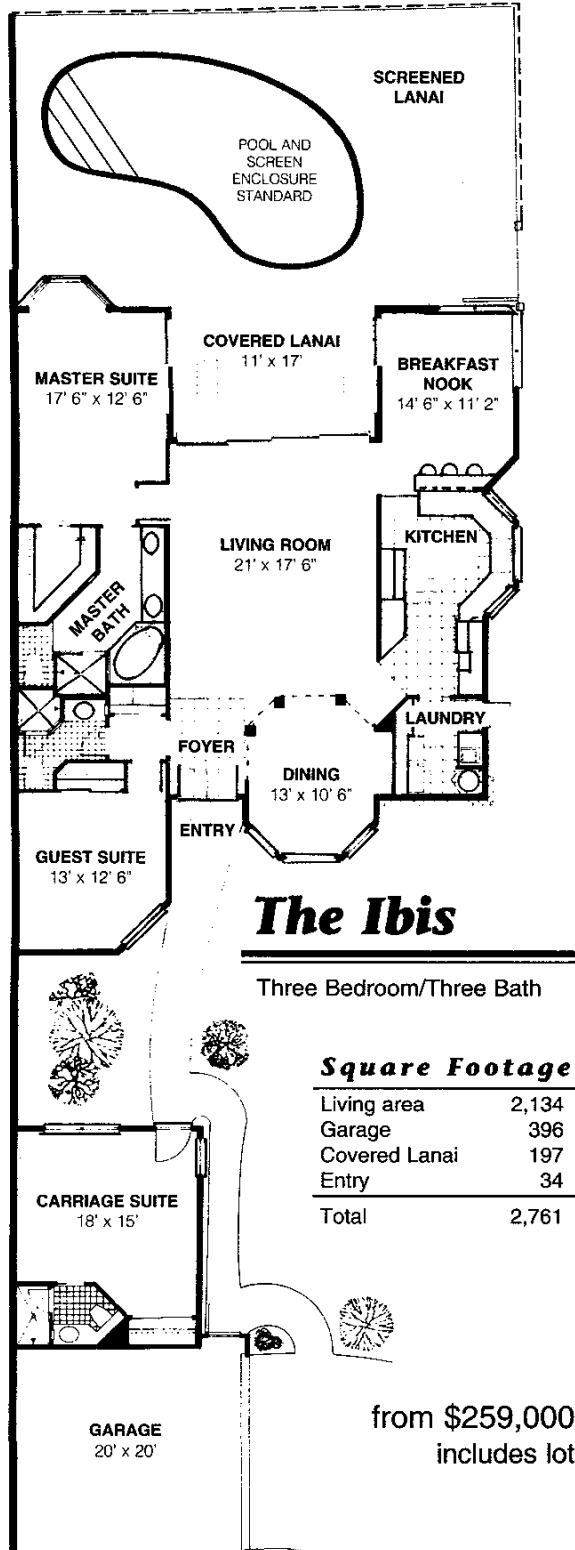 SCREENED
LANAI
POOL AND
SCREEN
ENCLOSURE
STANDARD
COVERED LANAI
11' x 17'
MASTER SUITE
17' 6" x 12' 6"
BREAKFAST
NOOK
14' 6" x 11' 2"
LIVING ROOM
21' x 17' 6"
KITCHEN
MASTER
BATH
FOYER
LAUNDRY
DINING
13' x 10' 6"
ENTRY
GUEST SUITE
13' x 12' 6"
The Ibis
Three Bedroom/Three Bath
Square Footage
Living area 2,134
Garage 396
Covered Lanai 197
Entry 34
Total 2,761
CARRIAGE SUITE
18' x 15'
GARAGE
20' x 20'
from $259,000
includes lot